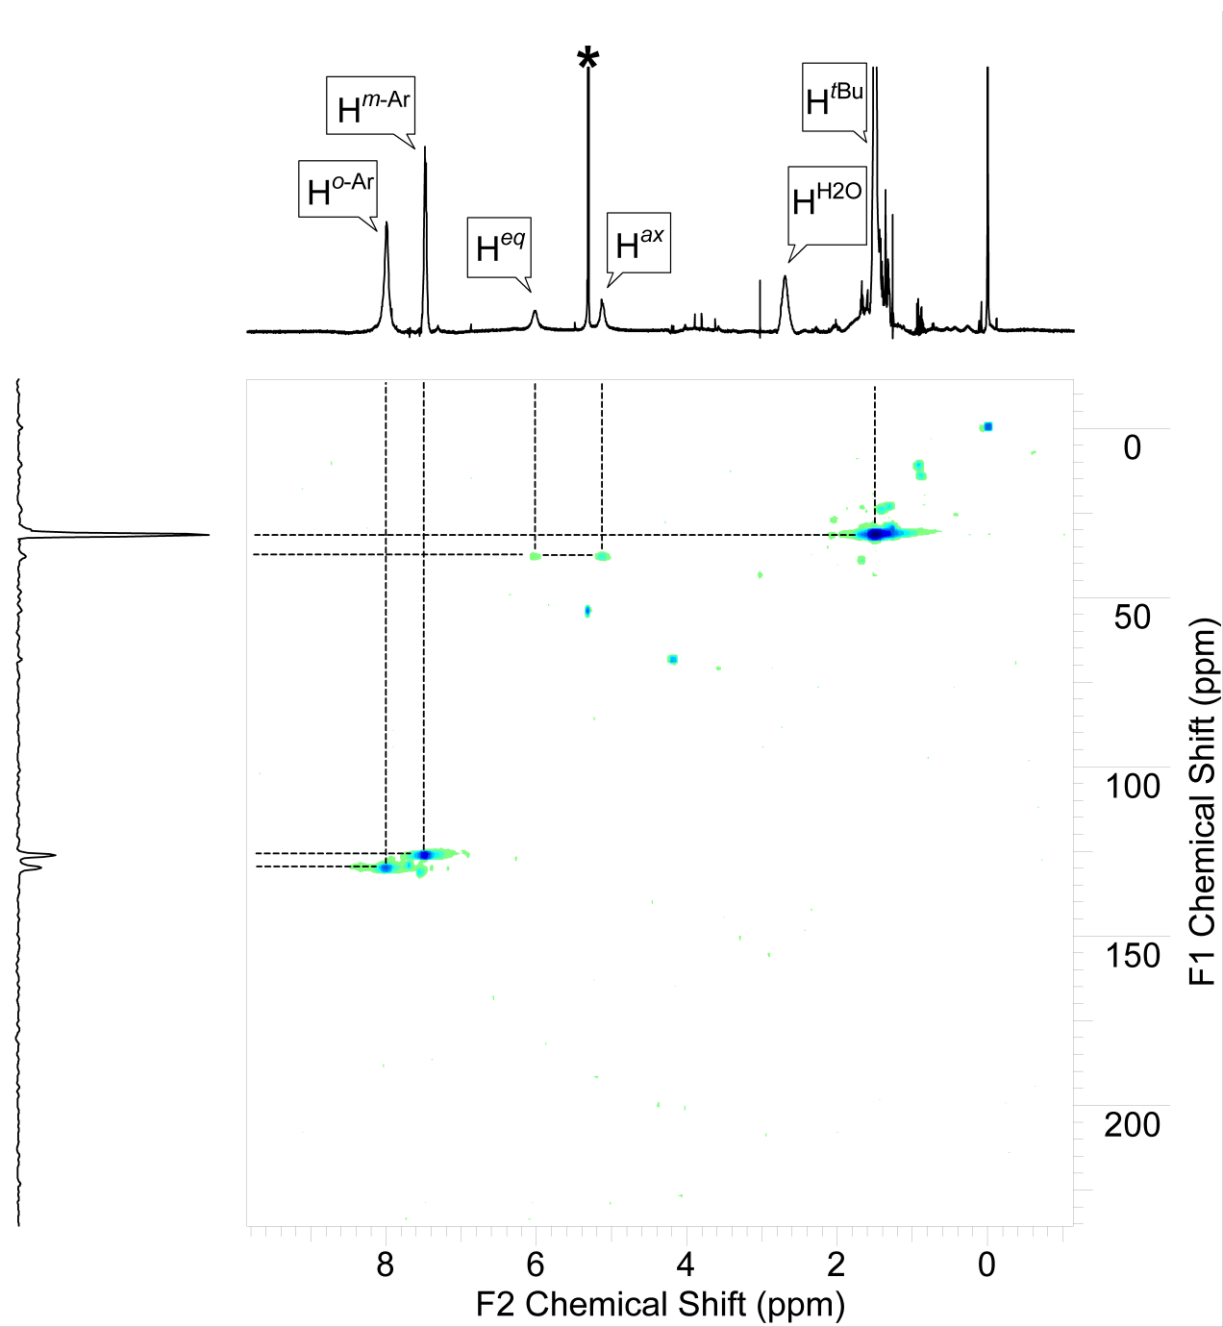 *
H^m-Ar
H^tBu
H^o-Ar
H^H2O
H^eq
H^ax
0
50
100
150
200
F1 Chemical Shift (ppm)
8 6 4 2 0
F2 Chemical Shift (ppm)